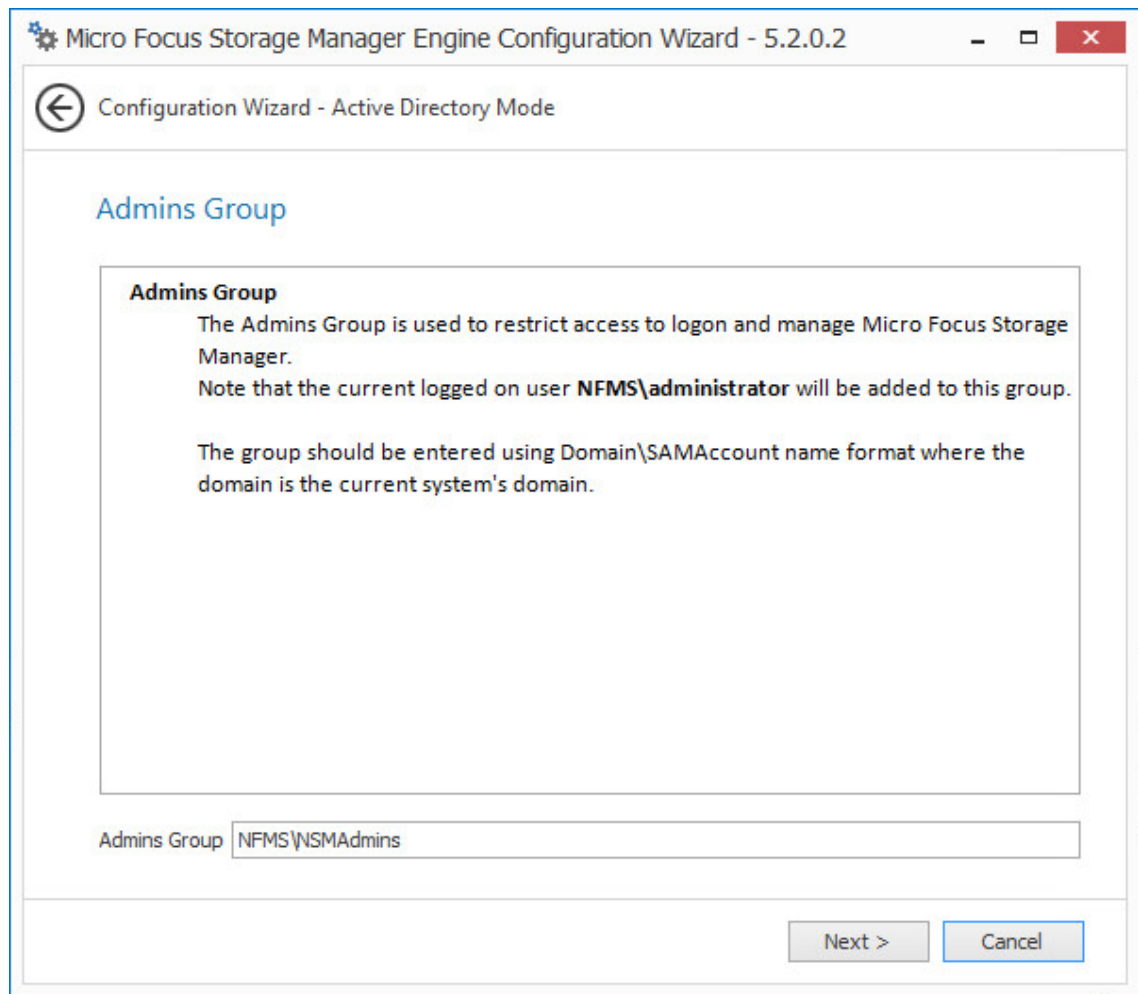 Micro Focus Storage Manager Engine Configuration Wizard - 5.2.0.2
Configuration Wizard - Active Directory Mode
Admins Group
Admins Group
The Admins Group is used to restrict access to logon and manage Micro Focus Storage
Manager.
Note that the current logged on user NFMS\administrator will be added to this group.
The group should be entered using Domain\SAMAccount name format where the
domain is the current system's domain.
Admins Group NFMS\NSMAdmins
Next > Cancel